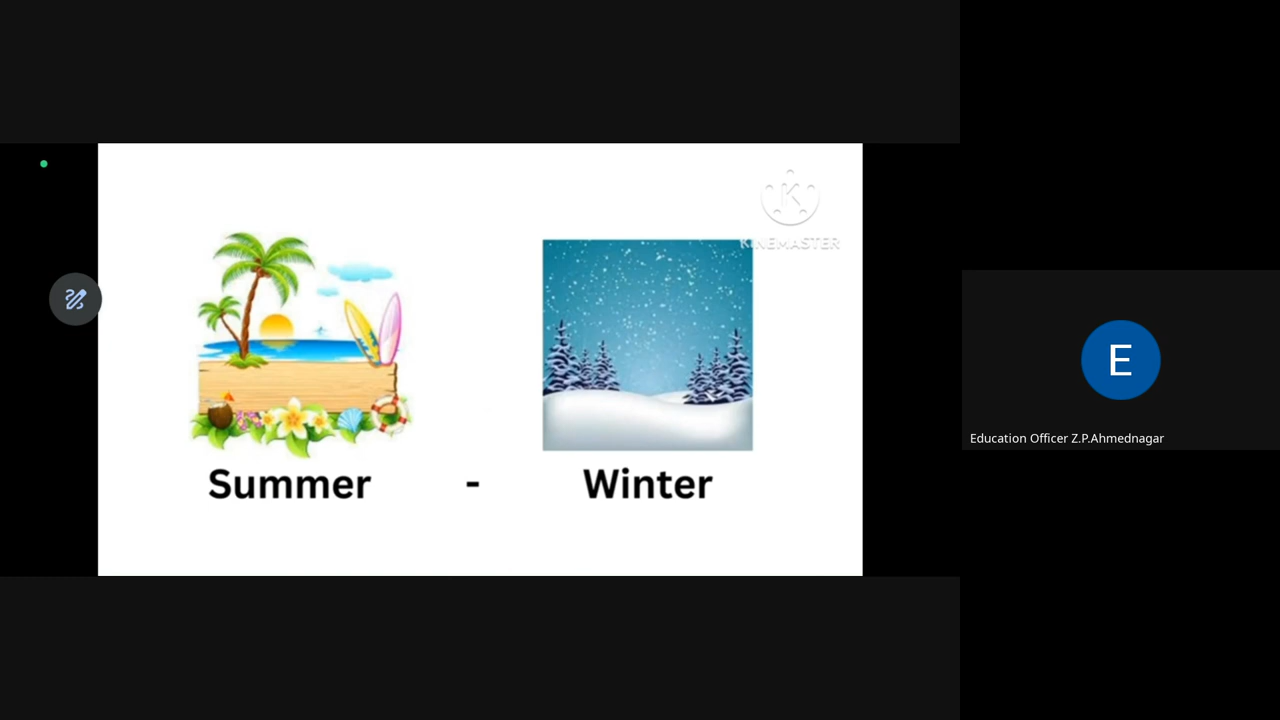 K
KINEMASTER
Summer - Winter
E
Education Officer Z.P.Ahmednagar